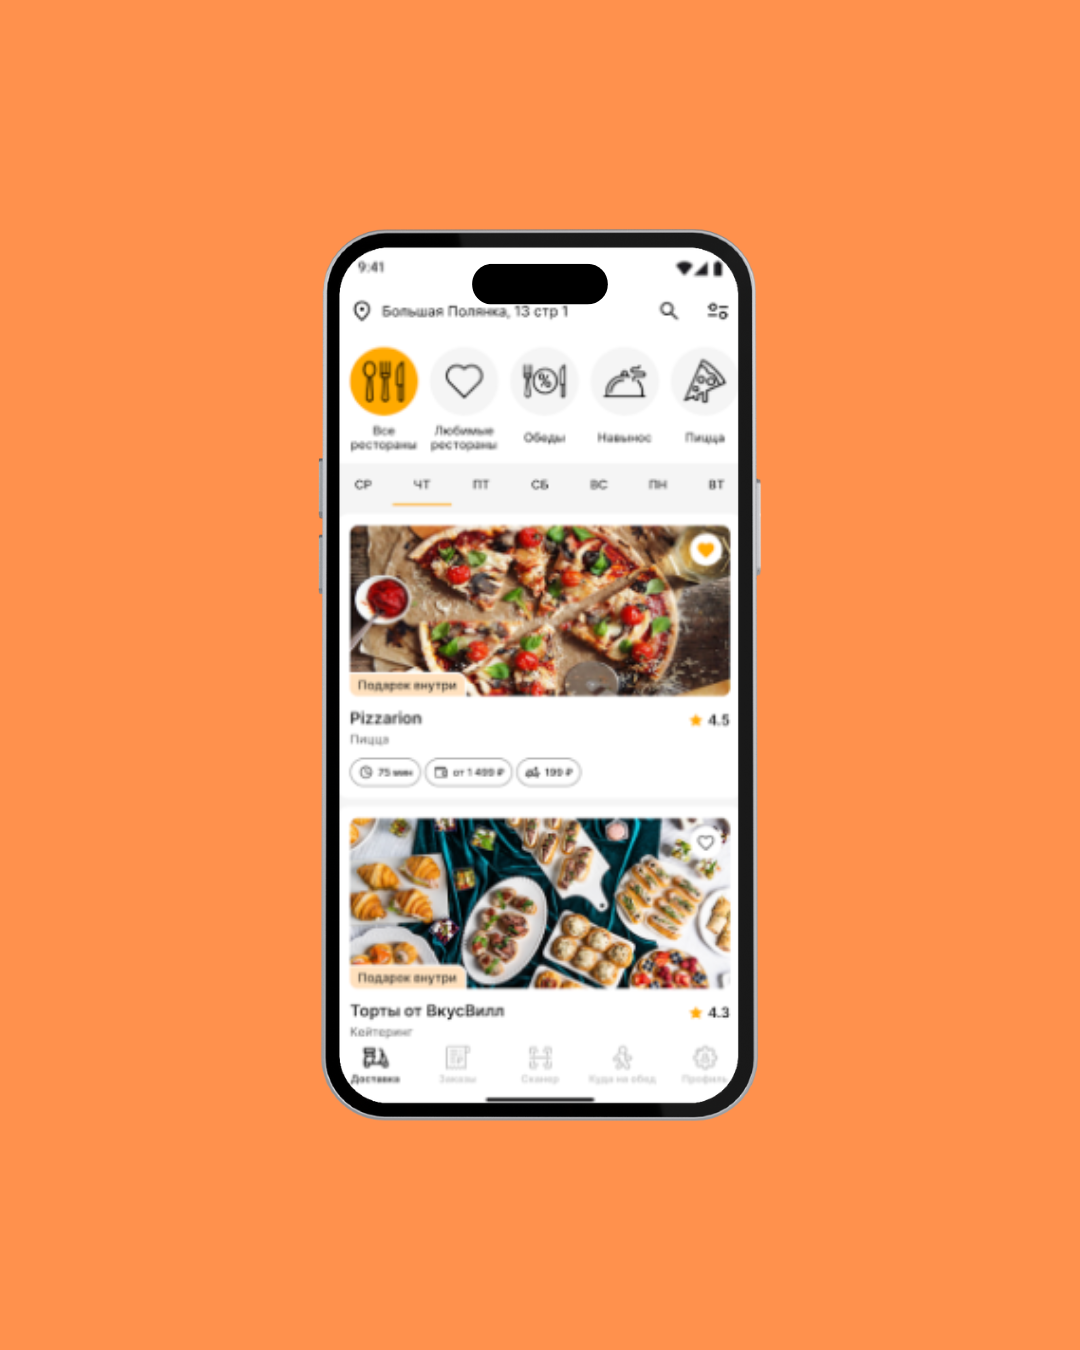 9:41
Большая Полянка, 13 стр 1
Все рестораны
Любимые рестораны
Обеды
Навынос
Пицца
СР ЧТ ПТ СБ ВС ПН ВТ
Подарок внутри
Pizzarion
4.5
Пицца
75 мин
от 1 499 ₽
199 ₽
Подарок внутри
Торты от ВкусВилл
4.3
Кейтеринг
Доставка
Заказы
Сканер
Куда на обед
Профиль